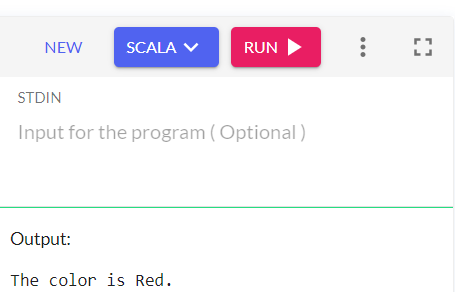 NEW SCALA RUN
STDIN
Input for the program ( Optional )
Output:
The color is Red.